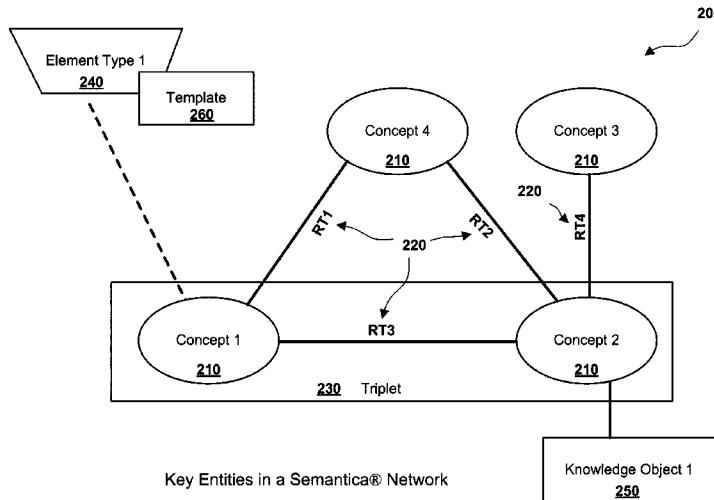 20
Element Type 1
240
Template
260
Concept 4
210
Concept 3
210
220
RT1
220
RT2
RT4
Concept 1
210
RT3
Concept 2
210
230 Triplet
Key Entities in a Semantica® Network
Knowledge Object 1
250